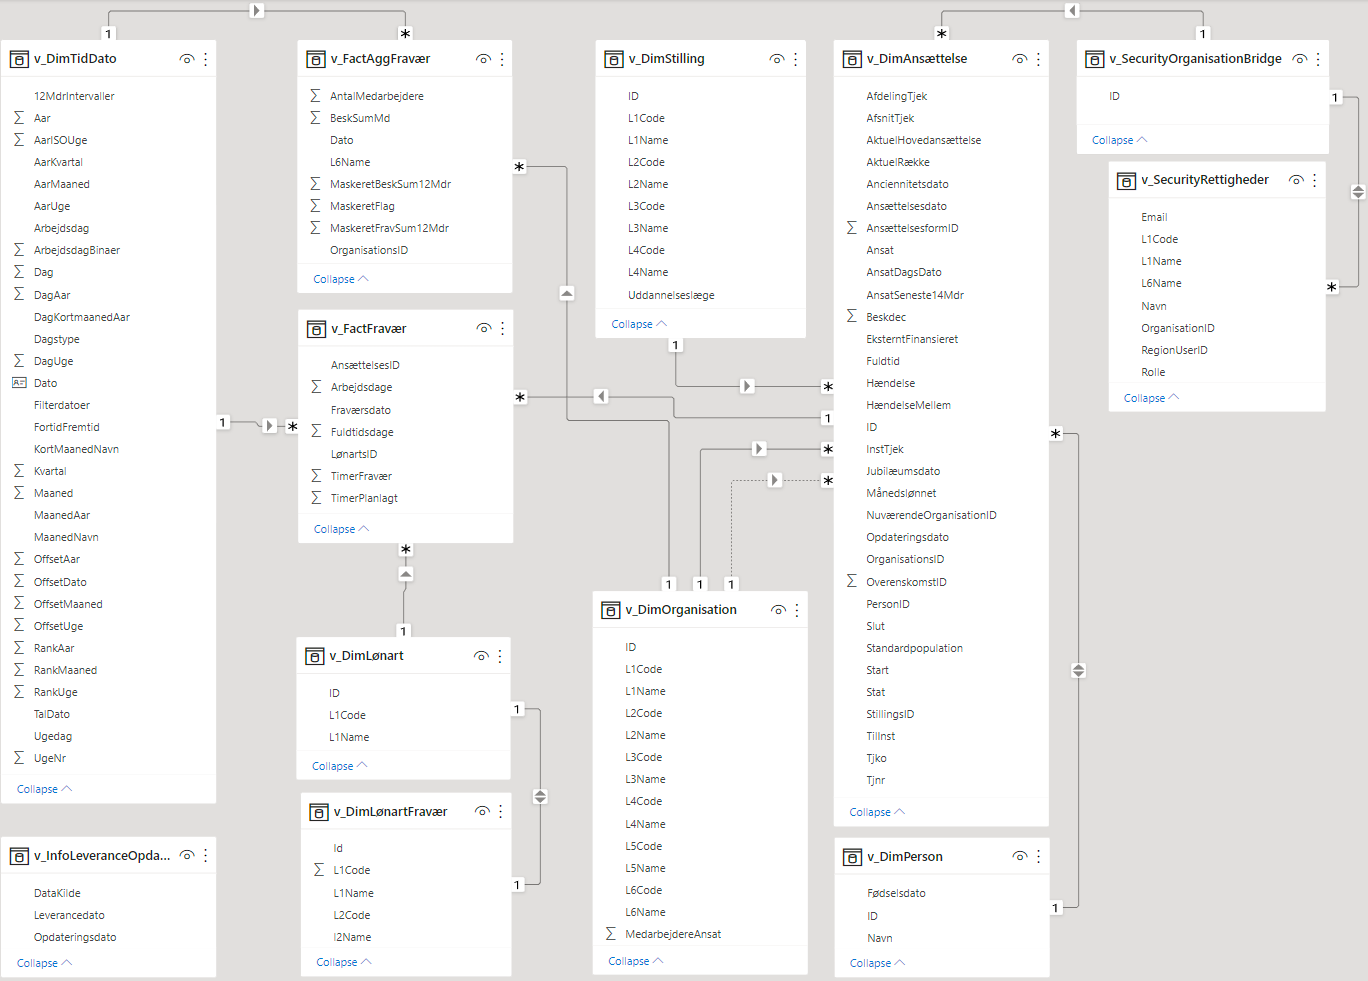 v_DimTidDato
12MdrIntervaller
Aar
AarISOUge
AarKvartal
AarMaaned
AarUge
Arbejdsdag
ArbejdsdagBinaer
Dag
DagAar
DagKortmaanedAar
Dagstype
DagUge
Dato
Filterdatoer
FortidFremtid
KortMaanedNavn
Kvartal
Maaned
MaanedAar
MaanedNavn
OffsetAar
OffsetDato
OffsetMaaned
OffsetUge
RankAar
RankMaaned
RankUge
TalDato
Ugedag
UgeNr
Collapse
v_InfoLeveranceOpda...
DataKilde
Leverancedato
Opdateringsdato
Collapse
v_FactAggFravær
AntalMedarbejdere
BeskSumMd
Dato
L6Name
MaskeretBeskSum12Mdr
MaskeretFlag
MaskeretFravSum12Mdr
OrganisationsID
Collapse
v_FactFravær
AnsættelsesID
Arbejdsdage
Fraværsdato
Fuldtidsdage
LønartsID
TimerFravær
TimerPlanlagt
Collapse
v_DimLønart
ID
L1Code
L1Name
Collapse
v_DimLønartFravær
Id
L1Code
L1Name
L2Code
l2Name
Collapse
v_DimStilling
ID
L1Code
L1Name
L2Code
L2Name
L3Code
L3Name
L4Code
L4Name
Uddannelseslæge
Collapse
v_DimOrganisation
ID
L1Code
L1Name
L2Code
L2Name
L3Code
L3Name
L4Code
L4Name
L5Code
L5Name
L6Code
L6Name
MedarbejdereAnsat
Collapse
v_DimAnsættelse
AfdelingTjek
AfsnitTjek
AktuelHovedansættelse
AktuelRække
Anciennitetsdato
Ansættelsesdato
AnsættelsesformID
Ansat
AnsatDagsDato
AnsatSeneste14Mdr
Beskdec
EksterntFinansieret
Fuldtid
Hændelse
HændelseMellem
ID
InstTjek
Jubilæumsdato
Månedslønnet
NuværendeOrganisationID
Opdateringsdato
OrganisationsID
OverenskomstID
PersonID
Slut
Standardpopulation
Start
Stat
StillingsID
TilInst
Tjko
Tjnr
Collapse
v_DimPerson
Fødselsdato
ID
Navn
Collapse
v_SecurityOrganisationBridge
ID
Collapse
v_SecurityRettigheder
Email
L1Code
L1Name
L6Name
Navn
OrganisationID
RegionUserID
Rolle
Collapse
1
*
1
*
*
*
1
*
1
*
1
*
*
1
1
1
*
1
1
1
*
1
*
1
1
*